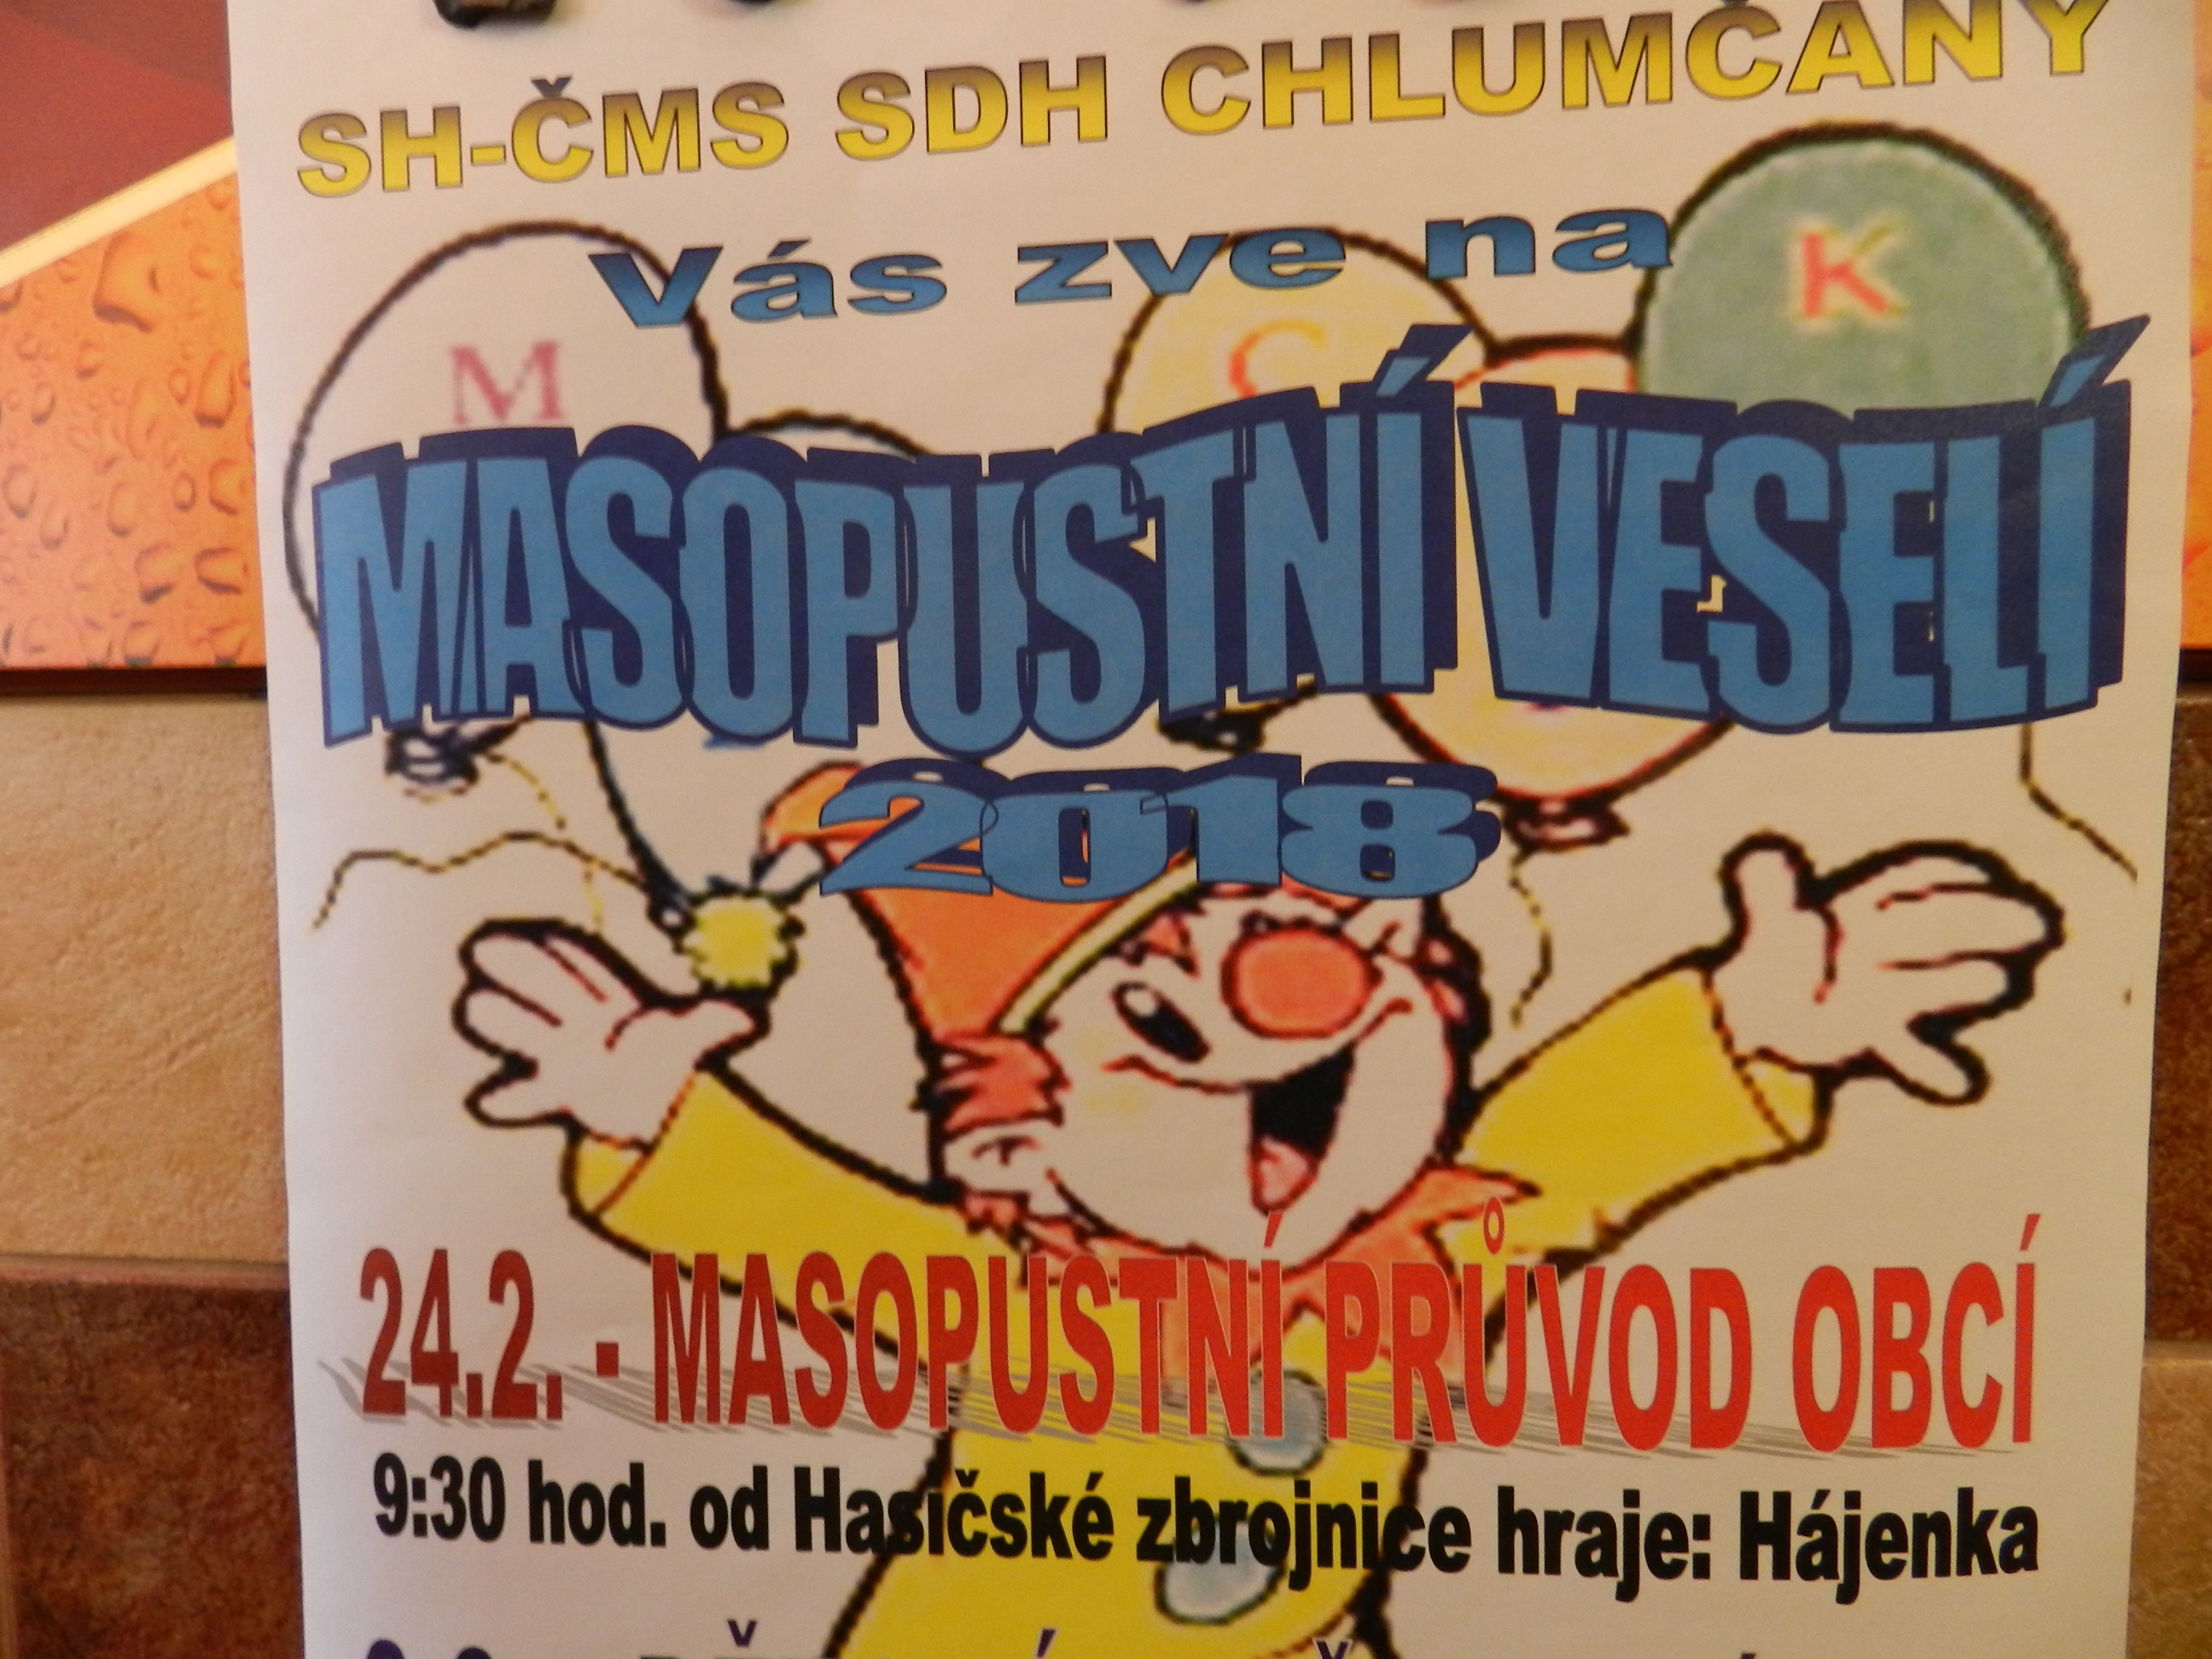 SH-ČMS SDH CHLUMČANY
Vás zve na
M C K
MASOPUSTNÍ VESELÍ
2018
24.2. - MASOPUSTNÍ PRŮVOD OBCÍ
9:30 hod. od Hasičské zbrojnice hraje: Hájenka